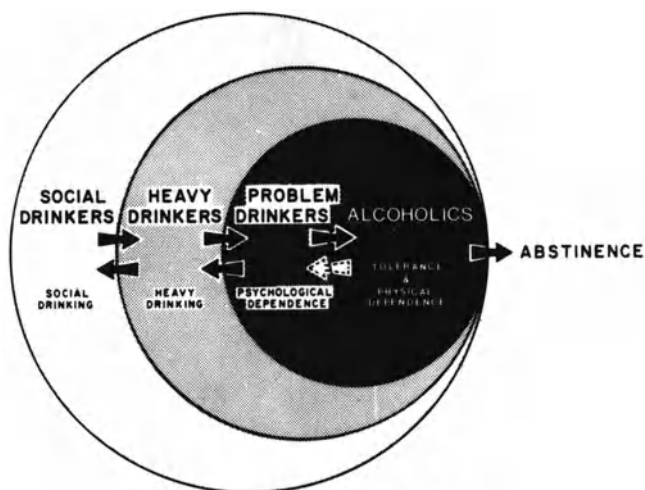 SOCIAL
DRINKERS
HEAVY
DRINKERS
PROBLEM
DRINKERS
ALCOHOLICS
ABSTINENCE
SOCIAL
DRINKING
HEAVY
DRINKING
PSYCHOLOGICAL
DEPENDENCE
TOLERANCE
&
PHYSICAL
DEPENDENCE